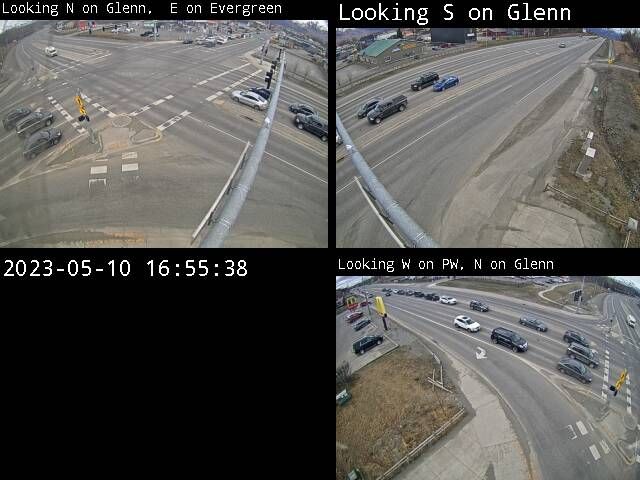 Looking N on Glenn, E on Evergreen
Looking S on Glenn
2023-05-10 16:55:38
Looking W on PW, N on Glenn